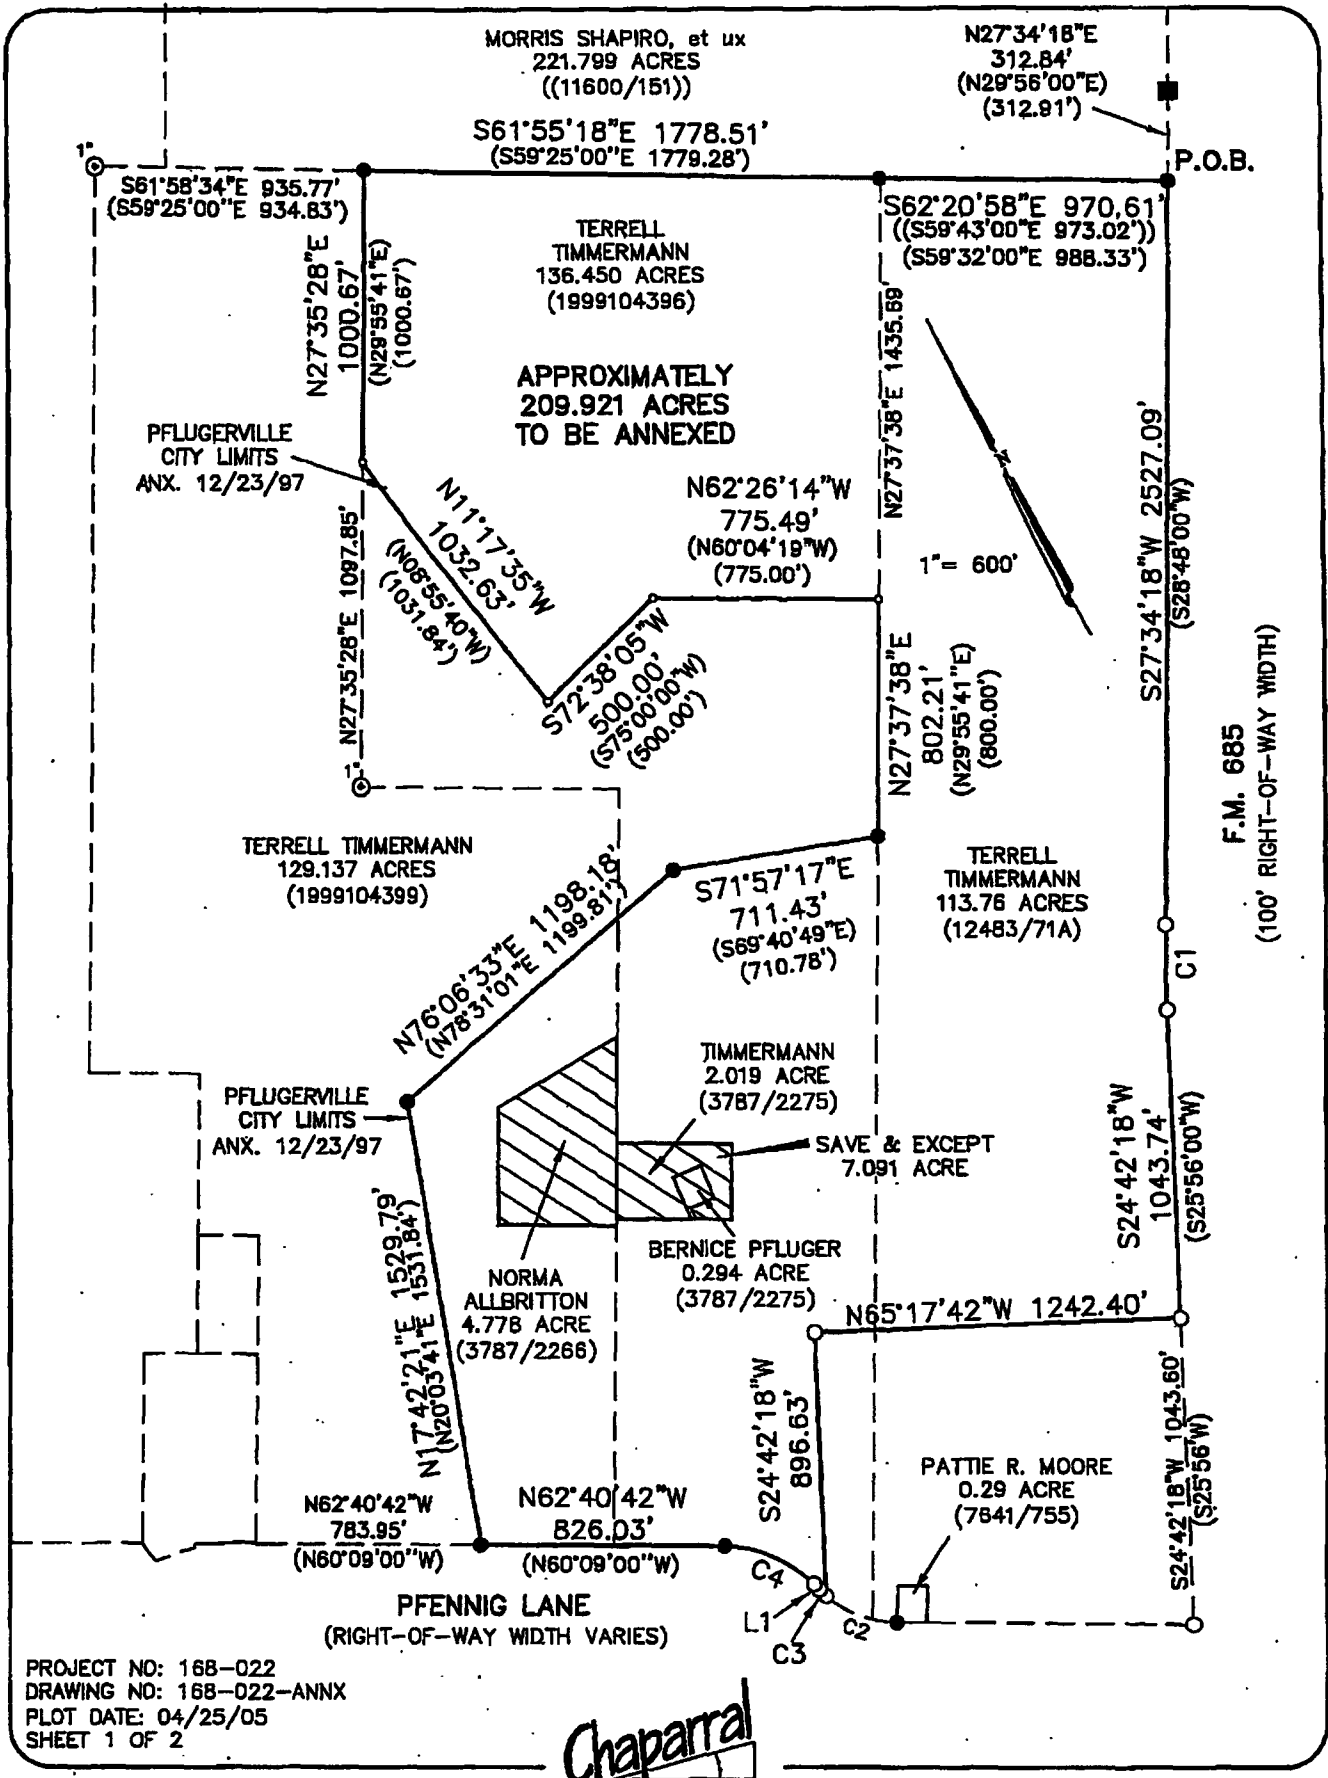 MORRIS SHAPIRO, et ux
221.799 ACRES
((11600/151))
N27°34'18"E
312.84'
(N29°56'00"E)
(312.91')
S61°55'18"E 1778.51'
(S59°25'00"E 1779.28')
1"
P.O.B.
S61°58'34"E 935.77'
(S59°25'00"E 934.83')
S62°20'58"E 970.61'
((S59°43'00"E 973.02'))
(S59°32'00"E 988.33')
TERRELL
TIMMERMANN
136.450 ACRES
(1999104396)
N27°35'28"E
1000.67'
(N29°55'41"E)
(1000.67')
N27°37'38"E 1435.69'
APPROXIMATELY
209.921 ACRES
TO BE ANNEXED
PFLUGERVILLE
CITY LIMITS
ANX. 12/23/97
N11°17'35"W
1032.63'
(N08°55'40"W)
(1031.84')
N62°26'14"W
775.49'
(N60°04'19"W)
(775.00')
N
1"= 600'
S27°34'18"W 2527.09'
(S28°48'00"W)
N27°35'28"E 1097.85'
S72°38'05"W
500.00'
(S75°00'00"W)
(500.00')
N27°37'38"E
802.21'
(N29°55'41"E)
(800.00')
F.M. 685
(100' RIGHT-OF-WAY WIDTH)
1"
TERRELL TIMMERMANN
129.137 ACRES
(1999104399)
N76°06'33"E 1198.18'
(N78°31'01"E 1199.81')
S71°57'17"E
711.43'
(S69°40'49"E)
(710.78')
TERRELL
TIMMERMANN
113.76 ACRES
(12483/71A)
C1
PFLUGERVILLE
CITY LIMITS
ANX. 12/23/97
TIMMERMANN
2.019 ACRE
(3787/2275)
SAVE & EXCEPT
7.091 ACRE
S24°42'18"W
1043.74'
(S25°56'00"W)
N17°42'21"E 1529.79'
(N20°03'41"E 1531.84')
NORMA
ALLBRITTON
4.778 ACRE
(3787/2266)
BERNICE PFLUGER
0.294 ACRE
(3787/2275)
N65°17'42"W 1242.40'
S24°42'18"W
896.63'
PATTIE R. MOORE
0.29 ACRE
(7841/755)
S24°42'18"W 1043.60'
(S25°56'W)
N62°40'42"W
783.95'
(N60°09'00"W)
N62°40'42"W
826.03'
(N60°09'00"W)
C4
L1
C3
C2
PFENNIG LANE
(RIGHT-OF-WAY WIDTH VARIES)
PROJECT NO: 168-022
DRAWING NO: 168-022-ANNX
PLOT DATE: 04/25/05
SHEET 1 OF 2
Chaparral